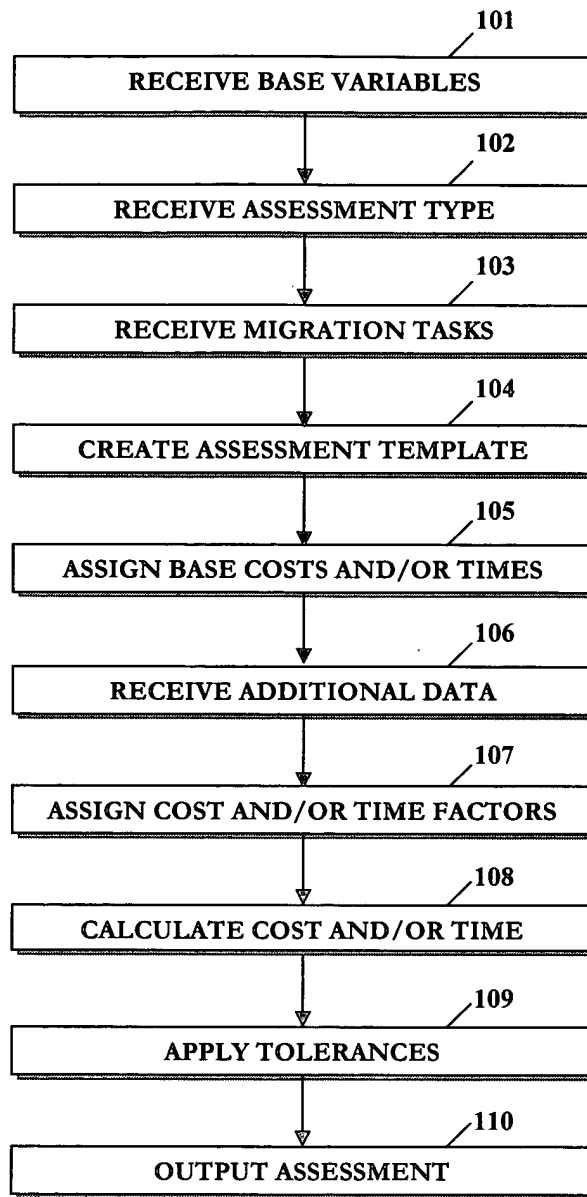 101
RECEIVE BASE VARIABLES
102
RECEIVE ASSESSMENT TYPE
103
RECEIVE MIGRATION TASKS
104
CREATE ASSESSMENT TEMPLATE
105
ASSIGN BASE COSTS AND/OR TIMES
106
RECEIVE ADDITIONAL DATA
107
ASSIGN COST AND/OR TIME FACTORS
108
CALCULATE COST AND/OR TIME
109
APPLY TOLERANCES
110
OUTPUT ASSESSMENT